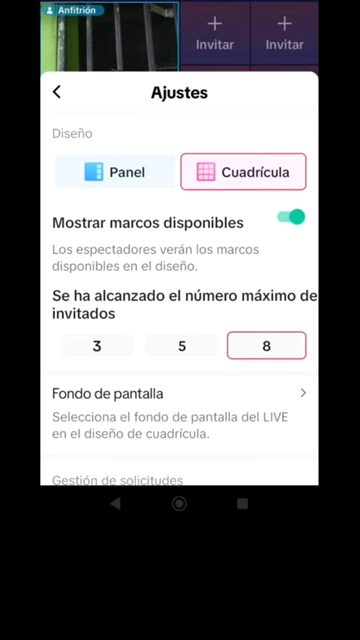 Anfitrión
Invitar
Invitar
Ajustes
Diseño
Panel
Cuadrícula
Mostrar marcos disponibles
Los espectadores verán los marcos
disponibles en el diseño.
Se ha alcanzado el número máximo de
invitados
3
5
8
Fondo de pantalla
Selecciona el fondo de pantalla del LIVE
en el diseño de cuadrícula.
Gestión de solicitudes